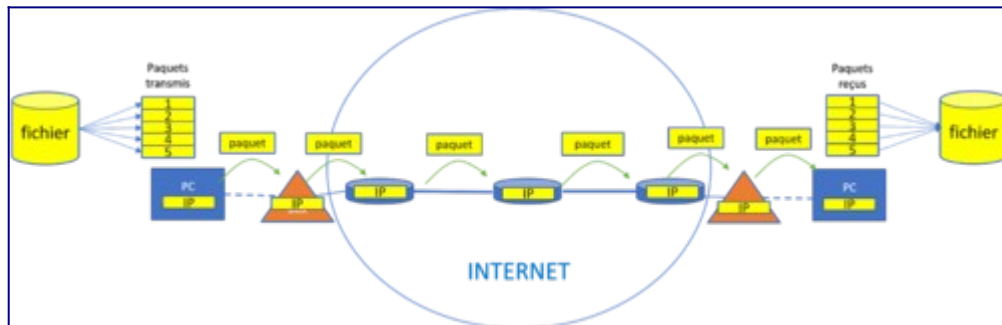 Paquets
transmis
fichier
1
2
3
4
5
paquet
paquet
paquet
paquet
paquet
paquet
Paquets
reçus
1
2
3
4
5
fichier
PC
IP
IP
IP
IP
IP
IP
PC
IP
INTERNET